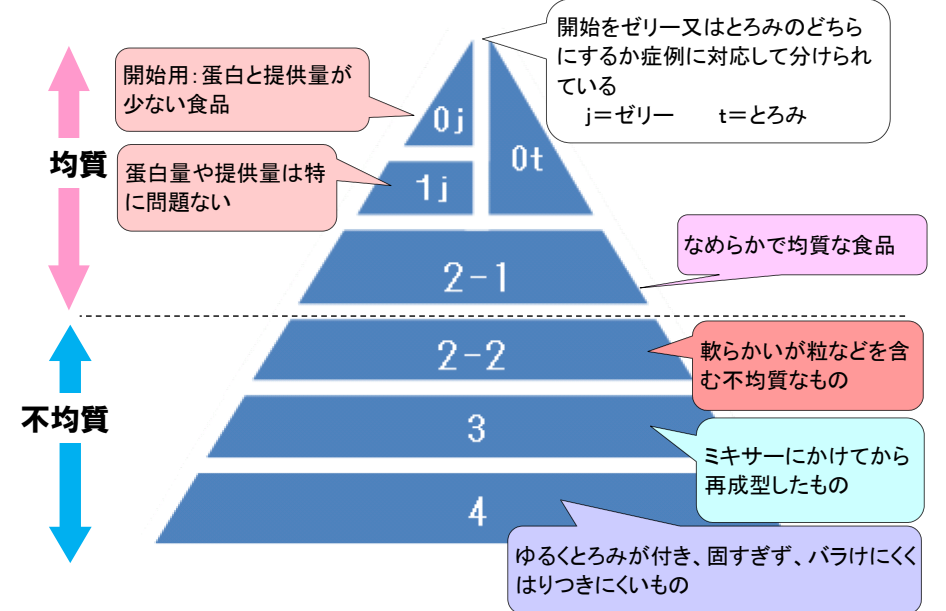 開始をゼリー又はとろみのどちら
にするか症例に対応して分けられ
ている
j=ゼリー t=とろみ
開始用:蛋白と提供量が
少ない食品
0j
0t
均質
蛋白量や提供量は特
に問題ない
1j
なめらかで均質な食品
2-1
2-2
軟らかいが粒などを含
む不均質なもの
不均質
3
ミキサーにかけてから
再成型したもの
4
ゆるくとろみが付き、固すぎず、バラけにくく
はりつきにくいもの